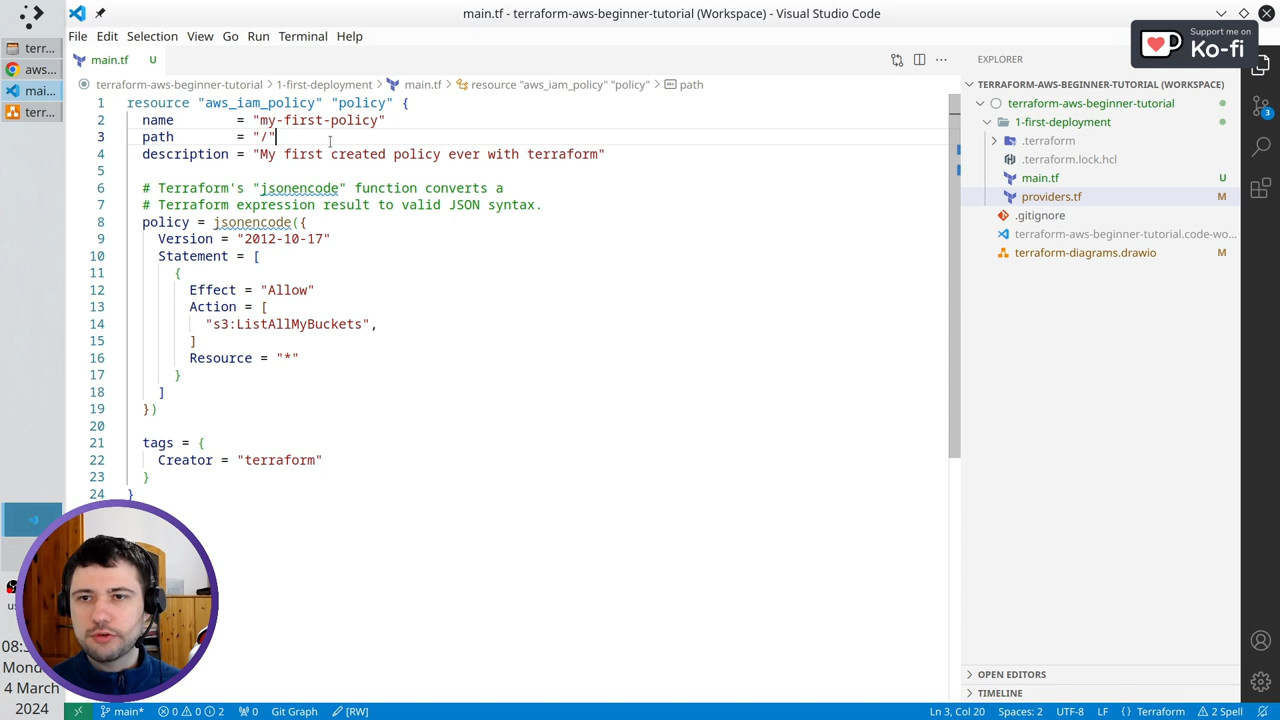 main.tf - terraform-aws-beginner-tutorial (Workspace) - Visual Studio Code
Support me on
Ko-fi
File Edit Selection View Go Run Terminal Help
terr...
aws...
mai...
terr...
main.tf U
EXPLORER
terraform-aws-beginner-tutorial > 1-first-deployment > main.tf > resource "aws_iam_policy" "policy" > path
1 resource "aws_iam_policy" "policy" {
2 name = "my-first-policy"
3 path = "/"
4 description = "My first created policy ever with terraform"
5
6 # Terraform's "jsonencode" function converts a
7 # Terraform expression result to valid JSON syntax.
8 policy = jsonencode({
9 Version = "2012-10-17"
10 Statement = [
11 {
12 Effect = "Allow"
13 Action = [
14 "s3:ListAllMyBuckets",
15 ]
16 Resource = "*"
17 }
18 ]
19 })
20
21 tags = {
22 Creator = "terraform"
23 }
24 }
TERRAFORM-AWS-BEGINNER-TUTORIAL (WORKSPACE)
terraform-aws-beginner-tutorial
1-first-deployment
.terraform
.terraform.lock.hcl
main.tf U
providers.tf M
.gitignore
terraform-aws-beginner-tutorial.code-wo...
terraform-diagrams.drawio M
3
OPEN EDITORS
TIMELINE
4 March
2024
main* 0 0 2 0 Git Graph [RW] Ln 3, Col 20 Spaces: 2 UTF-8 LF {} Terraform 2 Spell